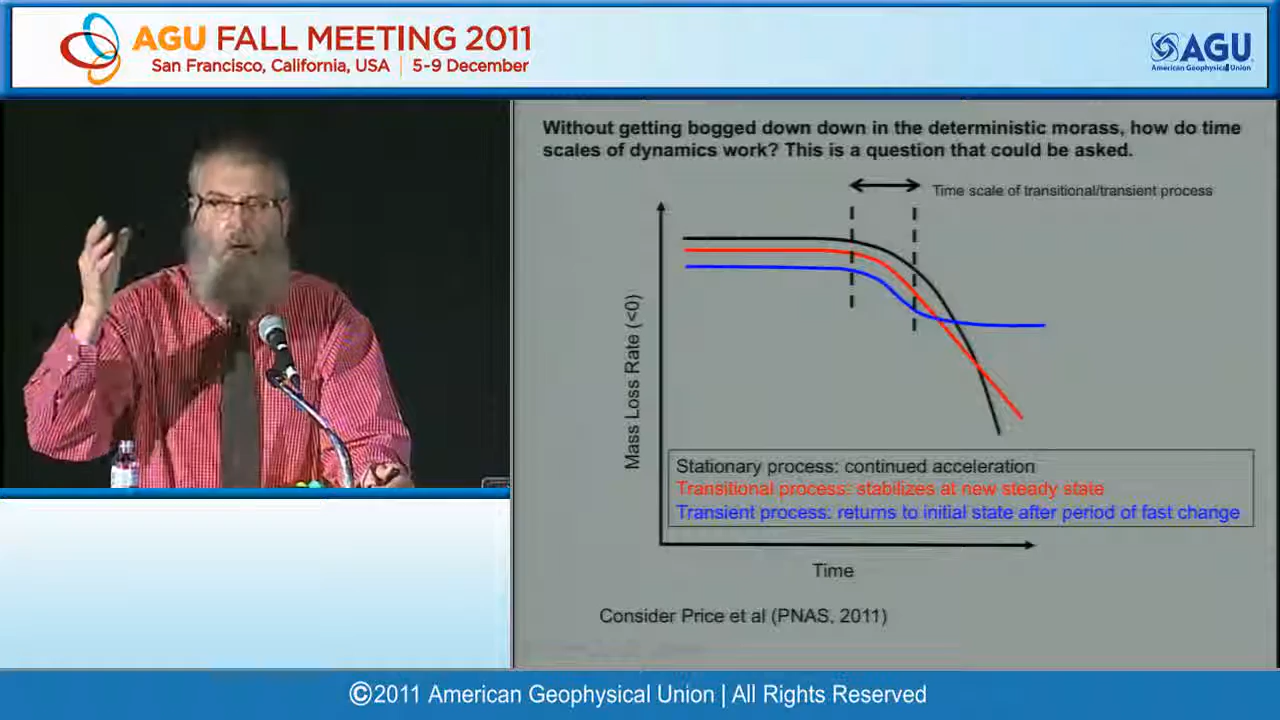 AGU FALL MEETING 2011
San Francisco, California, USA | 5-9 December
AGU
American Geophysical Union
Without getting bogged down down in the deterministic morass, how do time
scales of dynamics work? This is a question that could be asked.
Time scale of transitional/transient process
Mass Loss Rate (<0)
Stationary process: continued acceleration
Transitional process: stabilizes at new steady state
Transient process: returns to initial state after period of fast change
Time
Consider Price et al (PNAS, 2011)
©2011 American Geophysical Union | All Rights Reserved